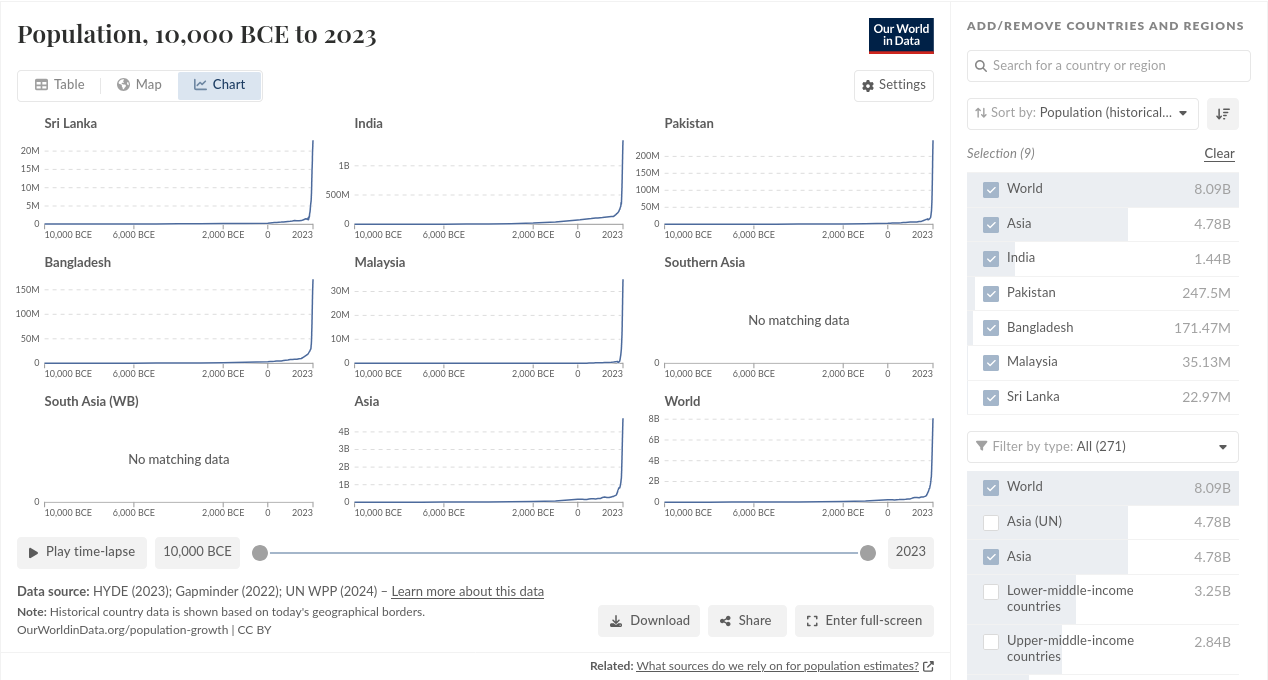 Population, 10,000 BCE to 2023
Our World
in Data
Table
Map
Chart
Settings
Sri Lanka
20M
15M
10M
5M
0
10,000 BCE
6,000 BCE
2,000 BCE
0
2023
India
1B
500M
0
10,000 BCE
6,000 BCE
2,000 BCE
0
2023
Pakistan
200M
150M
100M
50M
0
10,000 BCE
6,000 BCE
2,000 BCE
0
2023
Bangladesh
150M
100M
50M
0
10,000 BCE
6,000 BCE
2,000 BCE
0
2023
Malaysia
30M
20M
10M
0
10,000 BCE
6,000 BCE
2,000 BCE
0
2023
Southern Asia
No matching data
0
10,000 BCE
6,000 BCE
2,000 BCE
0
2023
South Asia (WB)
No matching data
0
10,000 BCE
6,000 BCE
2,000 BCE
0
2023
Asia
4B
3B
2B
1B
0
10,000 BCE
6,000 BCE
2,000 BCE
0
2023
World
8B
6B
4B
2B
0
10,000 BCE
6,000 BCE
2,000 BCE
0
2023
Play time-lapse
10,000 BCE
2023
Data source: HYDE (2023); Gapminder (2022); UN WPP (2024) – Learn more about this data
Note: Historical country data is shown based on today's geographical borders.
OurWorldinData.org/population-growth | CC BY
Download
Share
Enter full-screen
Related: What sources do we rely on for population estimates?
ADD/REMOVE COUNTRIES AND REGIONS
Search for a country or region
Sort by: Population (historical...
Selection (9)
Clear
World 8.09B
Asia 4.78B
India 1.44B
Pakistan 247.5M
Bangladesh 171.47M
Malaysia 35.13M
Sri Lanka 22.97M
Filter by type: All (271)
World 8.09B
Asia (UN) 4.78B
Asia 4.78B
Lower-middle-income 3.25B
countries
Upper-middle-income 2.84B
countries